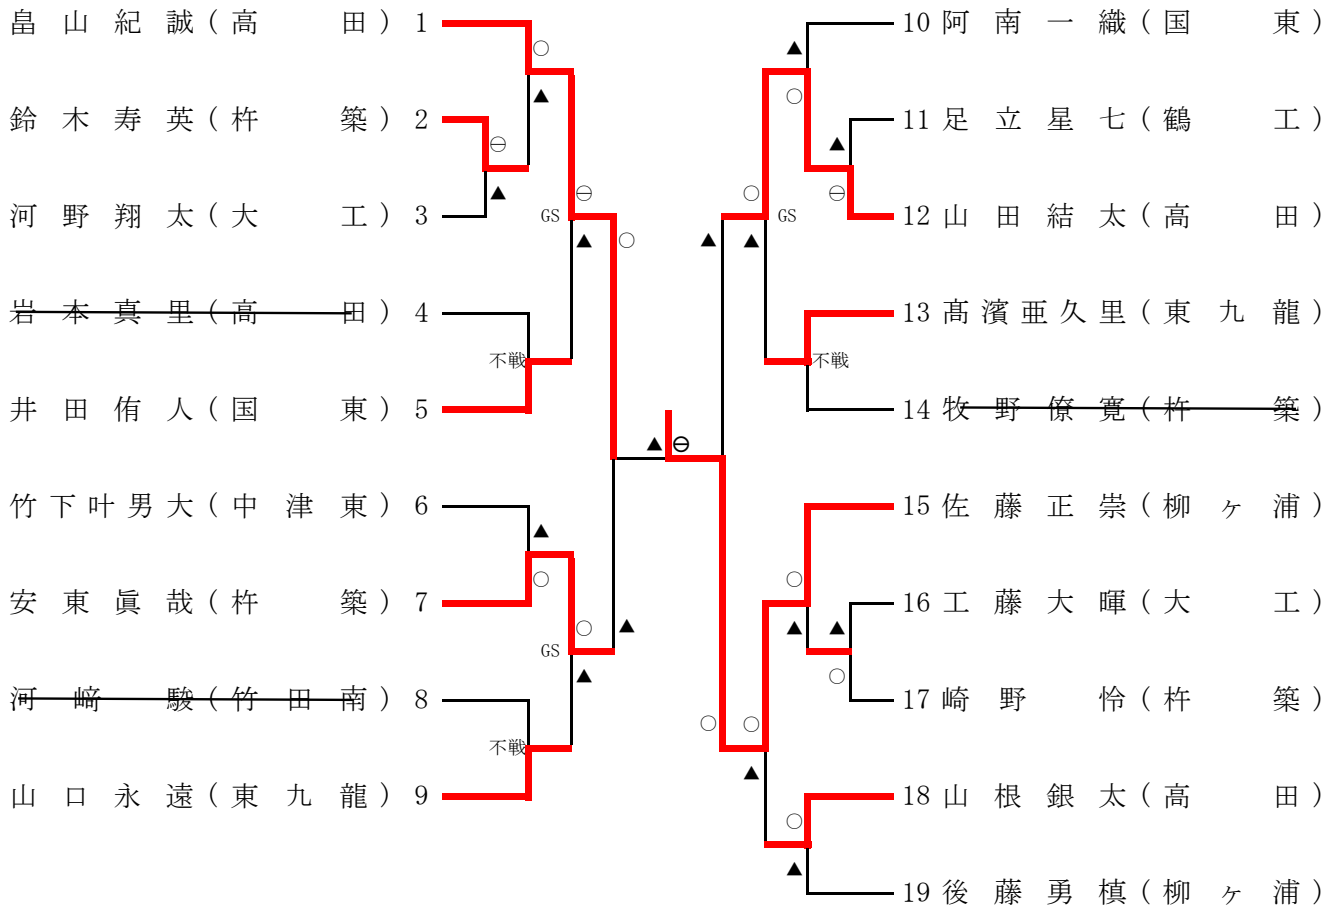 畠山紀誠(高田) 1
○
▲
鈴木寿英(杵築) 2
⊖
▲
河野翔太(大工) 3
⊖
GS
▲
○
岩本真里(高田) 4
不戦
井田侑人(国東) 5
▲
⊖
竹下叶男大(中津東) 6
▲
○
安東眞哉(杵築) 7
○
▲
GS
▲
河﨑駿(竹田南) 8
不戦
山口永遠(東九龍) 9
10 阿南一織(国東)
▲
○
11 足立星七(鶴工)
▲
⊖
○
GS
12 山田結太(高田)
▲
▲
13 髙濱亜久里(東九龍)
不戦
14 牧野僚寛(杵築)
15 佐藤正崇(柳ヶ浦)
○
16 工藤大暉(大工)
▲
▲
○
17 崎野怜(杵築)
○
○
▲
18 山根銀太(高田)
○
▲
19 後藤勇槙(柳ヶ浦)